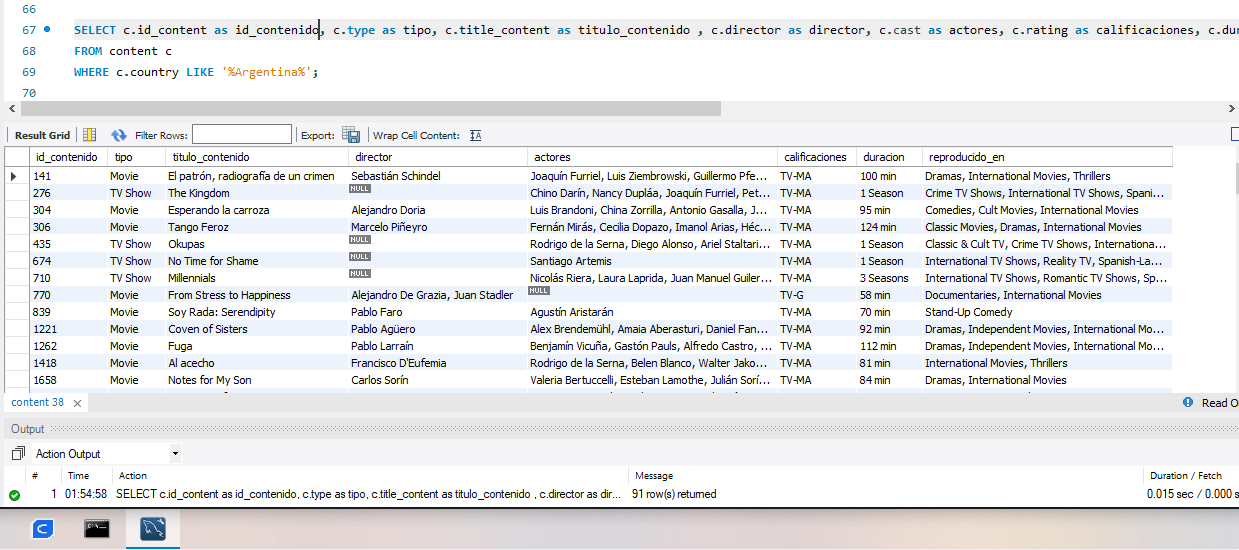 66
67 SELECT c.id_content as id_contenido, c.type as tipo, c.title_content as titulo_contenido , c.director as director, c.cast as actores, c.rating as calificaciones, c.du
68 FROM content c
69 WHERE c.country LIKE '%Argentina%';
70
Result Grid Filter Rows: Export: Wrap Cell Content:
id_contenido tipo titulo_contenido director actores calificaciones duracion reproducido_en
141 Movie El patrón, radiografía de un crimen Sebastián Schindel Joaquín Furriel, Luis Ziembrowski, Guillermo Pfe... TV-MA 100 min Dramas, International Movies, Thrillers
276 TV Show The Kingdom NULL Chino Darín, Nancy Dupláa, Joaquín Furriel, Pet... TV-MA 1 Season Crime TV Shows, International TV Shows, Spani...
304 Movie Esperando la carroza Alejandro Doria Luis Brandoni, China Zorrilla, Antonio Gasalla, J... TV-MA 95 min Comedies, Cult Movies, International Movies
306 Movie Tango Feroz Marcelo Piñeyro Fernán Mirás, Cecilia Dopazo, Imanol Arias, Héc... TV-MA 124 min Classic Movies, Dramas, International Movies
435 TV Show Okupas NULL Rodrigo de la Serna, Diego Alonso, Ariel Staltari... TV-MA 1 Season Classic & Cult TV, Crime TV Shows, Internationa...
674 TV Show No Time for Shame NULL Santiago Artemis TV-MA 1 Season International TV Shows, Reality TV, Spanish-La...
710 TV Show Millennials NULL Nicolás Riera, Laura Laprida, Juan Manuel Guiler... TV-MA 3 Seasons International TV Shows, Romantic TV Shows, Sp...
770 Movie From Stress to Happiness Alejandro De Grazia, Juan Stadler NULL TV-G 58 min Documentaries, International Movies
839 Movie Soy Rada: Serendipity Pablo Faro Agustín Aristarán TV-MA 70 min Stand-Up Comedy
1221 Movie Coven of Sisters Pablo Agüero Alex Brendemühl, Amaia Aberasturi, Daniel Fan... TV-MA 92 min Dramas, Independent Movies, International Mo...
1262 Movie Fuga Pablo Larraín Benjamín Vicuña, Gastón Pauls, Alfredo Castro, ... TV-MA 112 min Dramas, Independent Movies, International Mo...
1418 Movie Al acecho Francisco D'Eufemia Rodrigo de la Serna, Belen Blanco, Walter Jako... TV-MA 81 min International Movies, Thrillers
1658 Movie Notes for My Son Carlos Sorín Valeria Bertuccelli, Esteban Lamothe, Julián Sorí... TV-MA 84 min Dramas, International Movies
content 38 Read O
Output
Action Output
# Time Action Message Duration / Fetch
1 01:54:58 SELECT c.id_content as id_contenido, c.type as tipo, c.title_content as titulo_contenido , c.director as dir... 91 row(s) returned 0.015 sec / 0.000 s